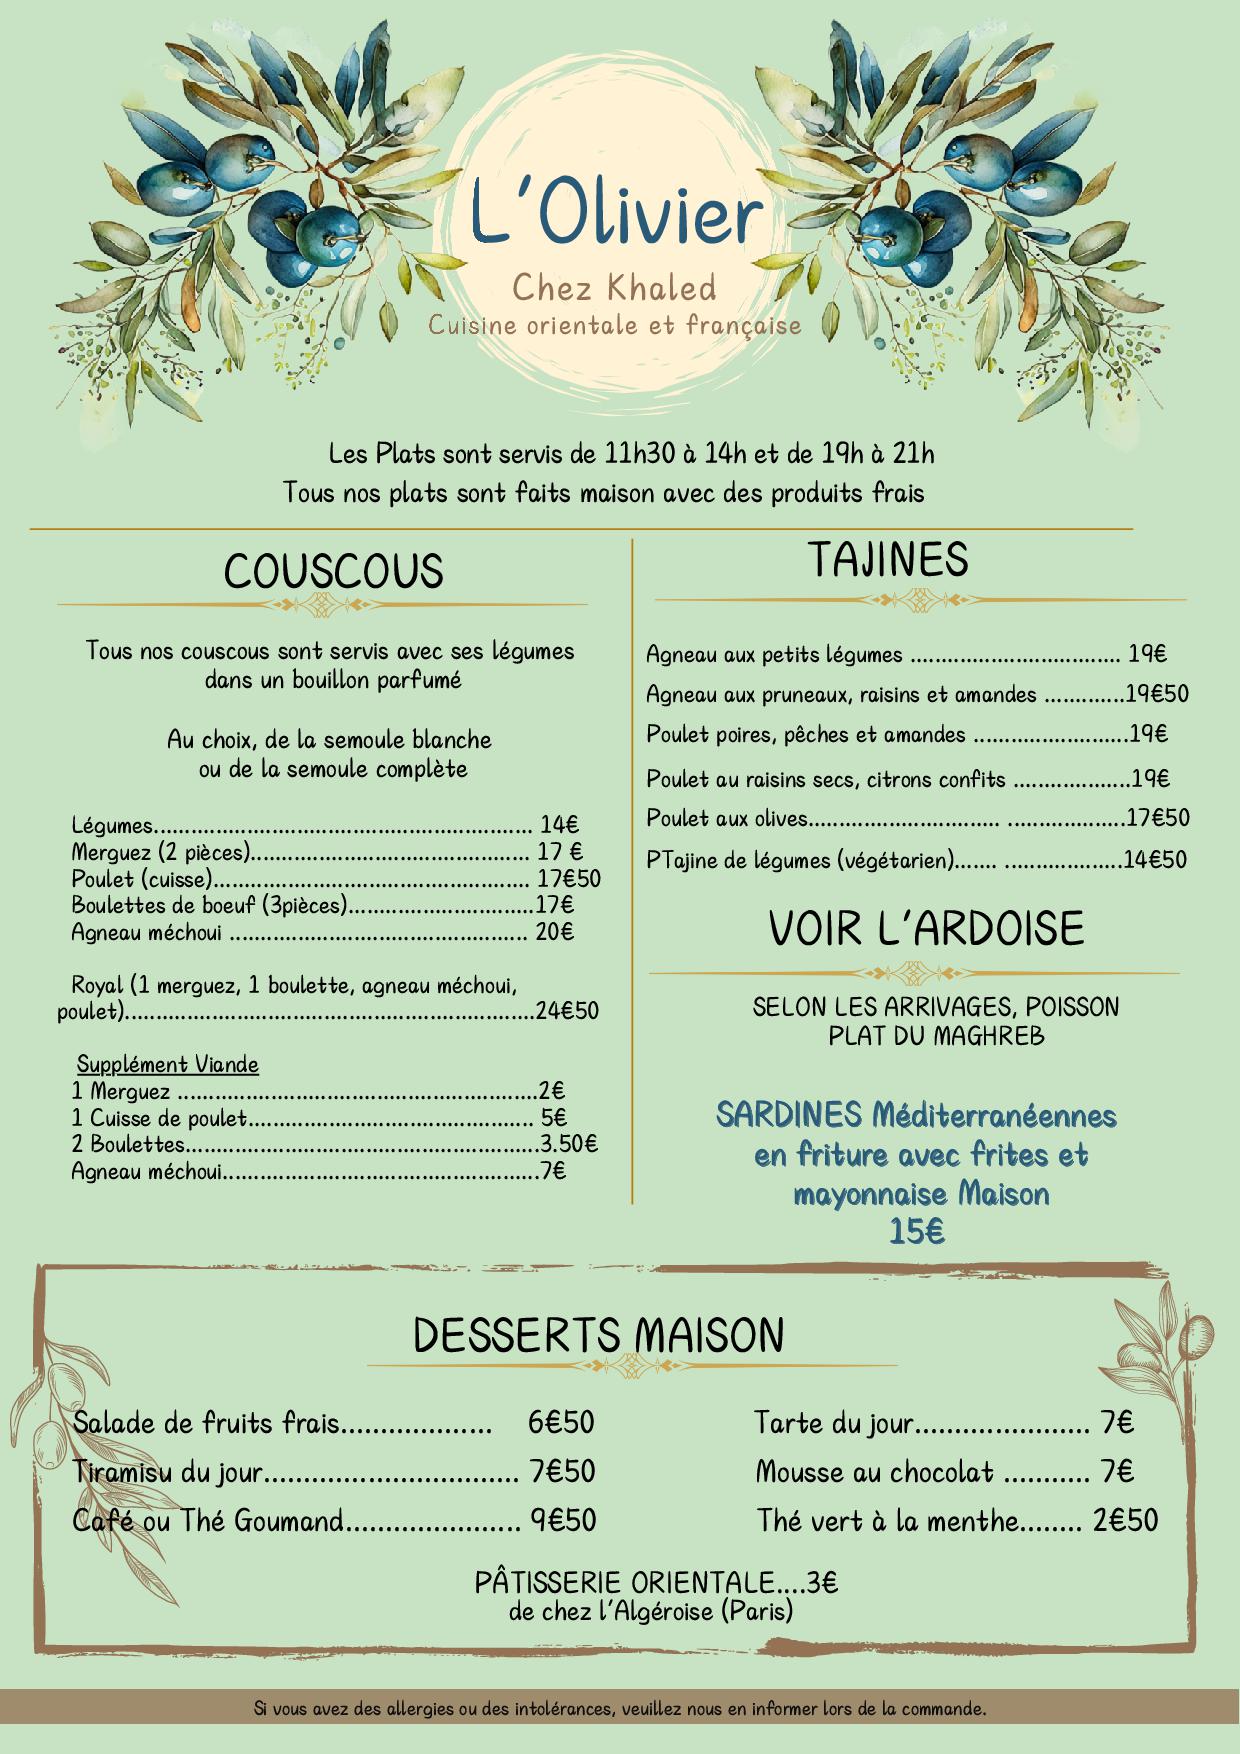 L'Olivier
Chez Khaled
Cuisine orientale et française
Les Plats sont servis de 11h30 à 14h et de 19h à 21h
Tous nos plats sont faits maison avec des produits frais
COUSCOUS
Tous nos couscous sont servis avec ses légumes
dans un bouillon parfumé
Au choix, de la semoule blanche
ou de la semoule complète
Légumes.................................................. 14€
Merguez (2 pièces)..................................... 17 €
Poulet (cuisse).......................................... 17€50
Boulettes de boeuf (3pièces).........................17€
Agneau méchoui ....................................... 20€
Royal (1 merguez, 1 boulette, agneau méchoui,
poulet)......................................................24€50
Supplément Viande
1 Merguez ................................................2€
1 Cuisse de poulet...................................... 5€
2 Boulettes...............................................3.50€
Agneau méchoui..........................................7€
TAJINES
Agneau aux petits légumes .................................. 19€
Agneau aux pruneaux, raisins et amandes .............19€50
Poulet poires, pêches et amandes .........................19€
Poulet au raisins secs, citrons confits ...................19€
Poulet aux olives............................... ...................17€50
PTajine de légumes (végétarien)....... ...................14€50
VOIR L'ARDOISE
SELON LES ARRIVAGES, POISSON
PLAT DU MAGHREB
SARDINES Méditerranéennes
en friture avec frites et
mayonnaise Maison
15€
DESSERTS MAISON
Salade de fruits frais................... 6€50
Tiramisu du jour................................ 7€50
Café ou Thé Goumand...................... 9€50
Tarte du jour...................... 7€
Mousse au chocolat ........... 7€
Thé vert à la menthe........ 2€50
PÂTISSERIE ORIENTALE....3€
de chez l'Algéroise (Paris)
Si vous avez des allergies ou des intolérances, veuillez nous en informer lors de la commande.